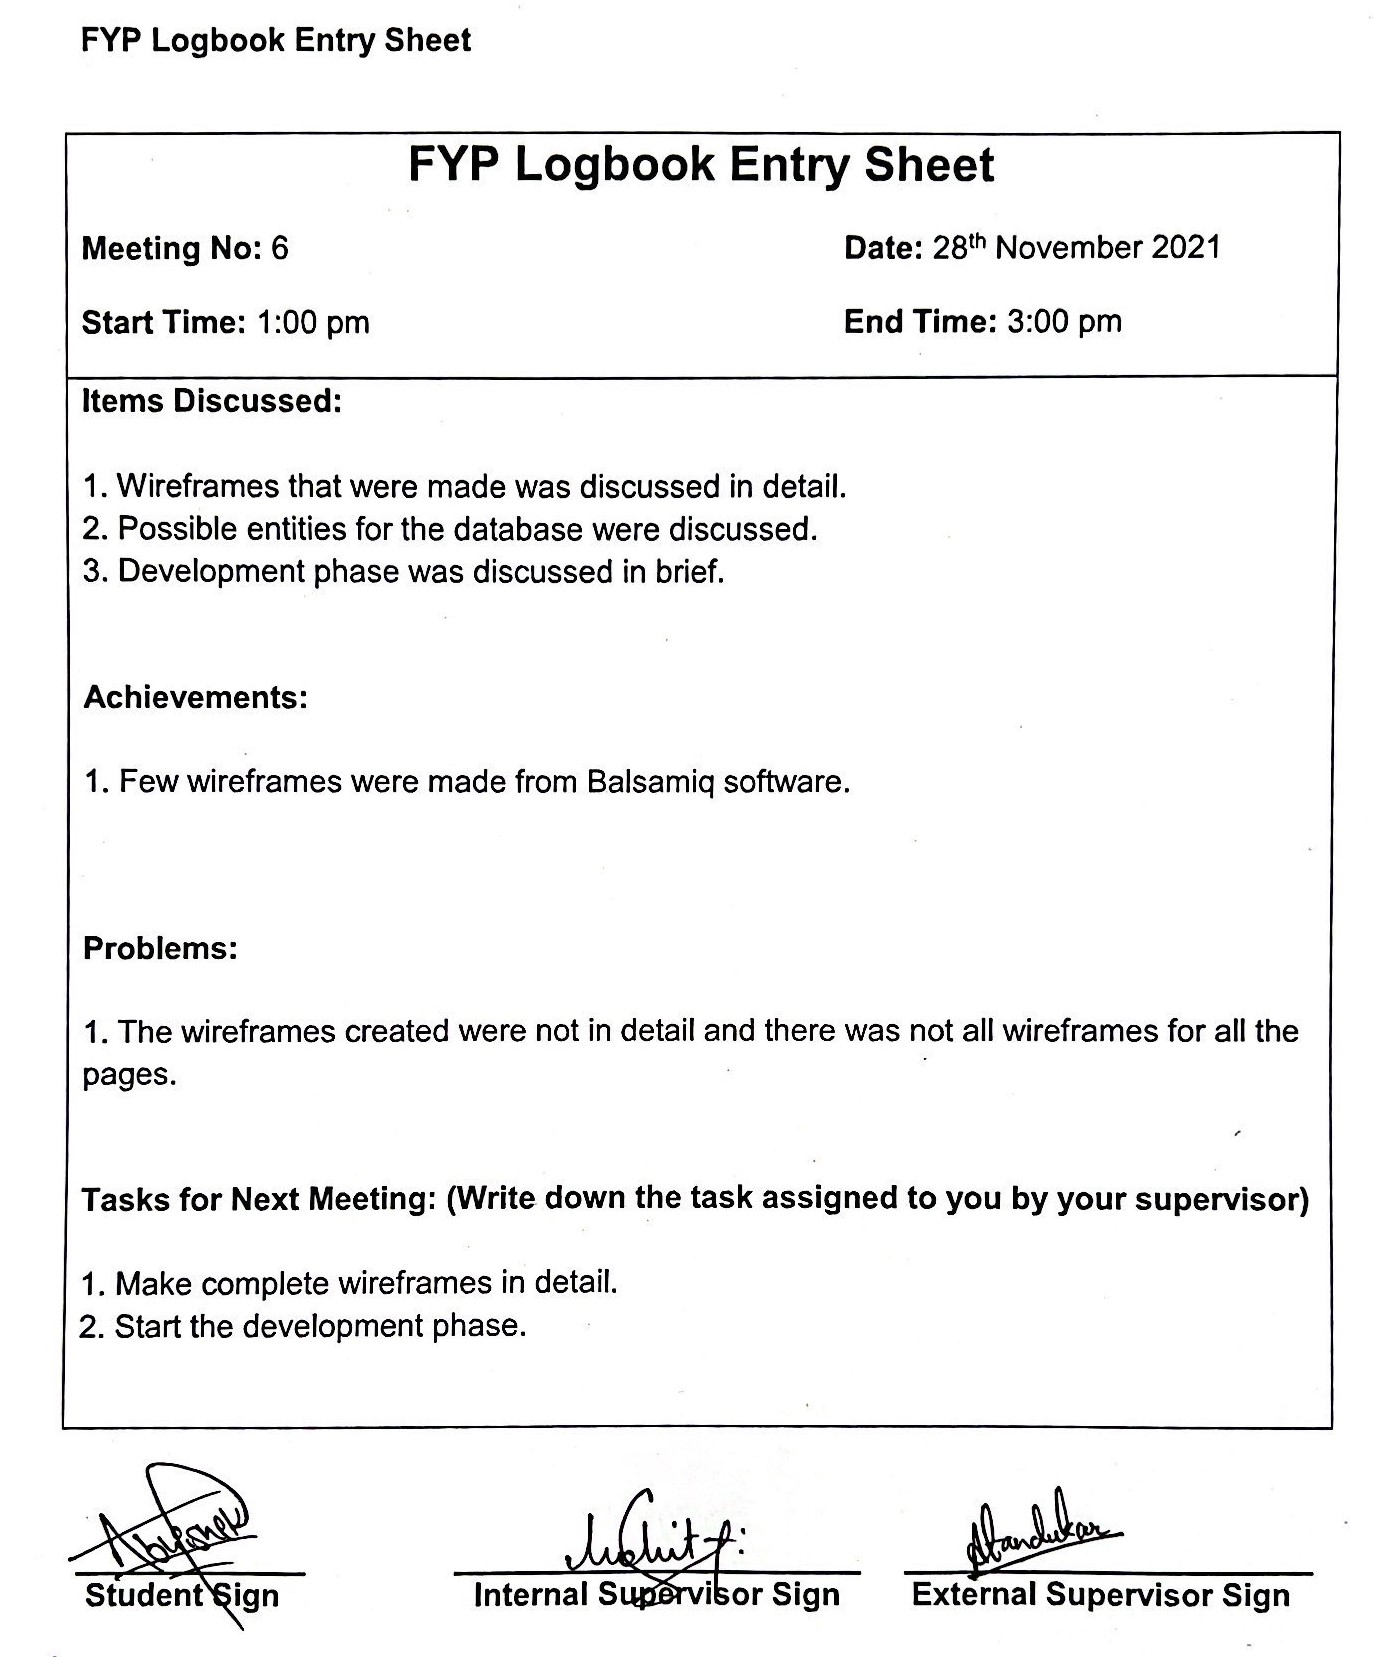 FYP Logbook Entry Sheet
FYP Logbook Entry Sheet
Meeting No: 6
Date: 28th November 2021
Start Time: 1:00 pm
End Time: 3:00 pm
Items Discussed:
1. Wireframes that were made was discussed in detail.
2. Possible entities for the database were discussed.
3. Development phase was discussed in brief.
Achievements:
1. Few wireframes were made from Balsamiq software.
Problems:
1. The wireframes created were not in detail and there was not all wireframes for all the
pages.
Tasks for Next Meeting: (Write down the task assigned to you by your supervisor)
1. Make complete wireframes in detail.
2. Start the development phase.
Student Sign
Internal Supervisor Sign
External Supervisor Sign